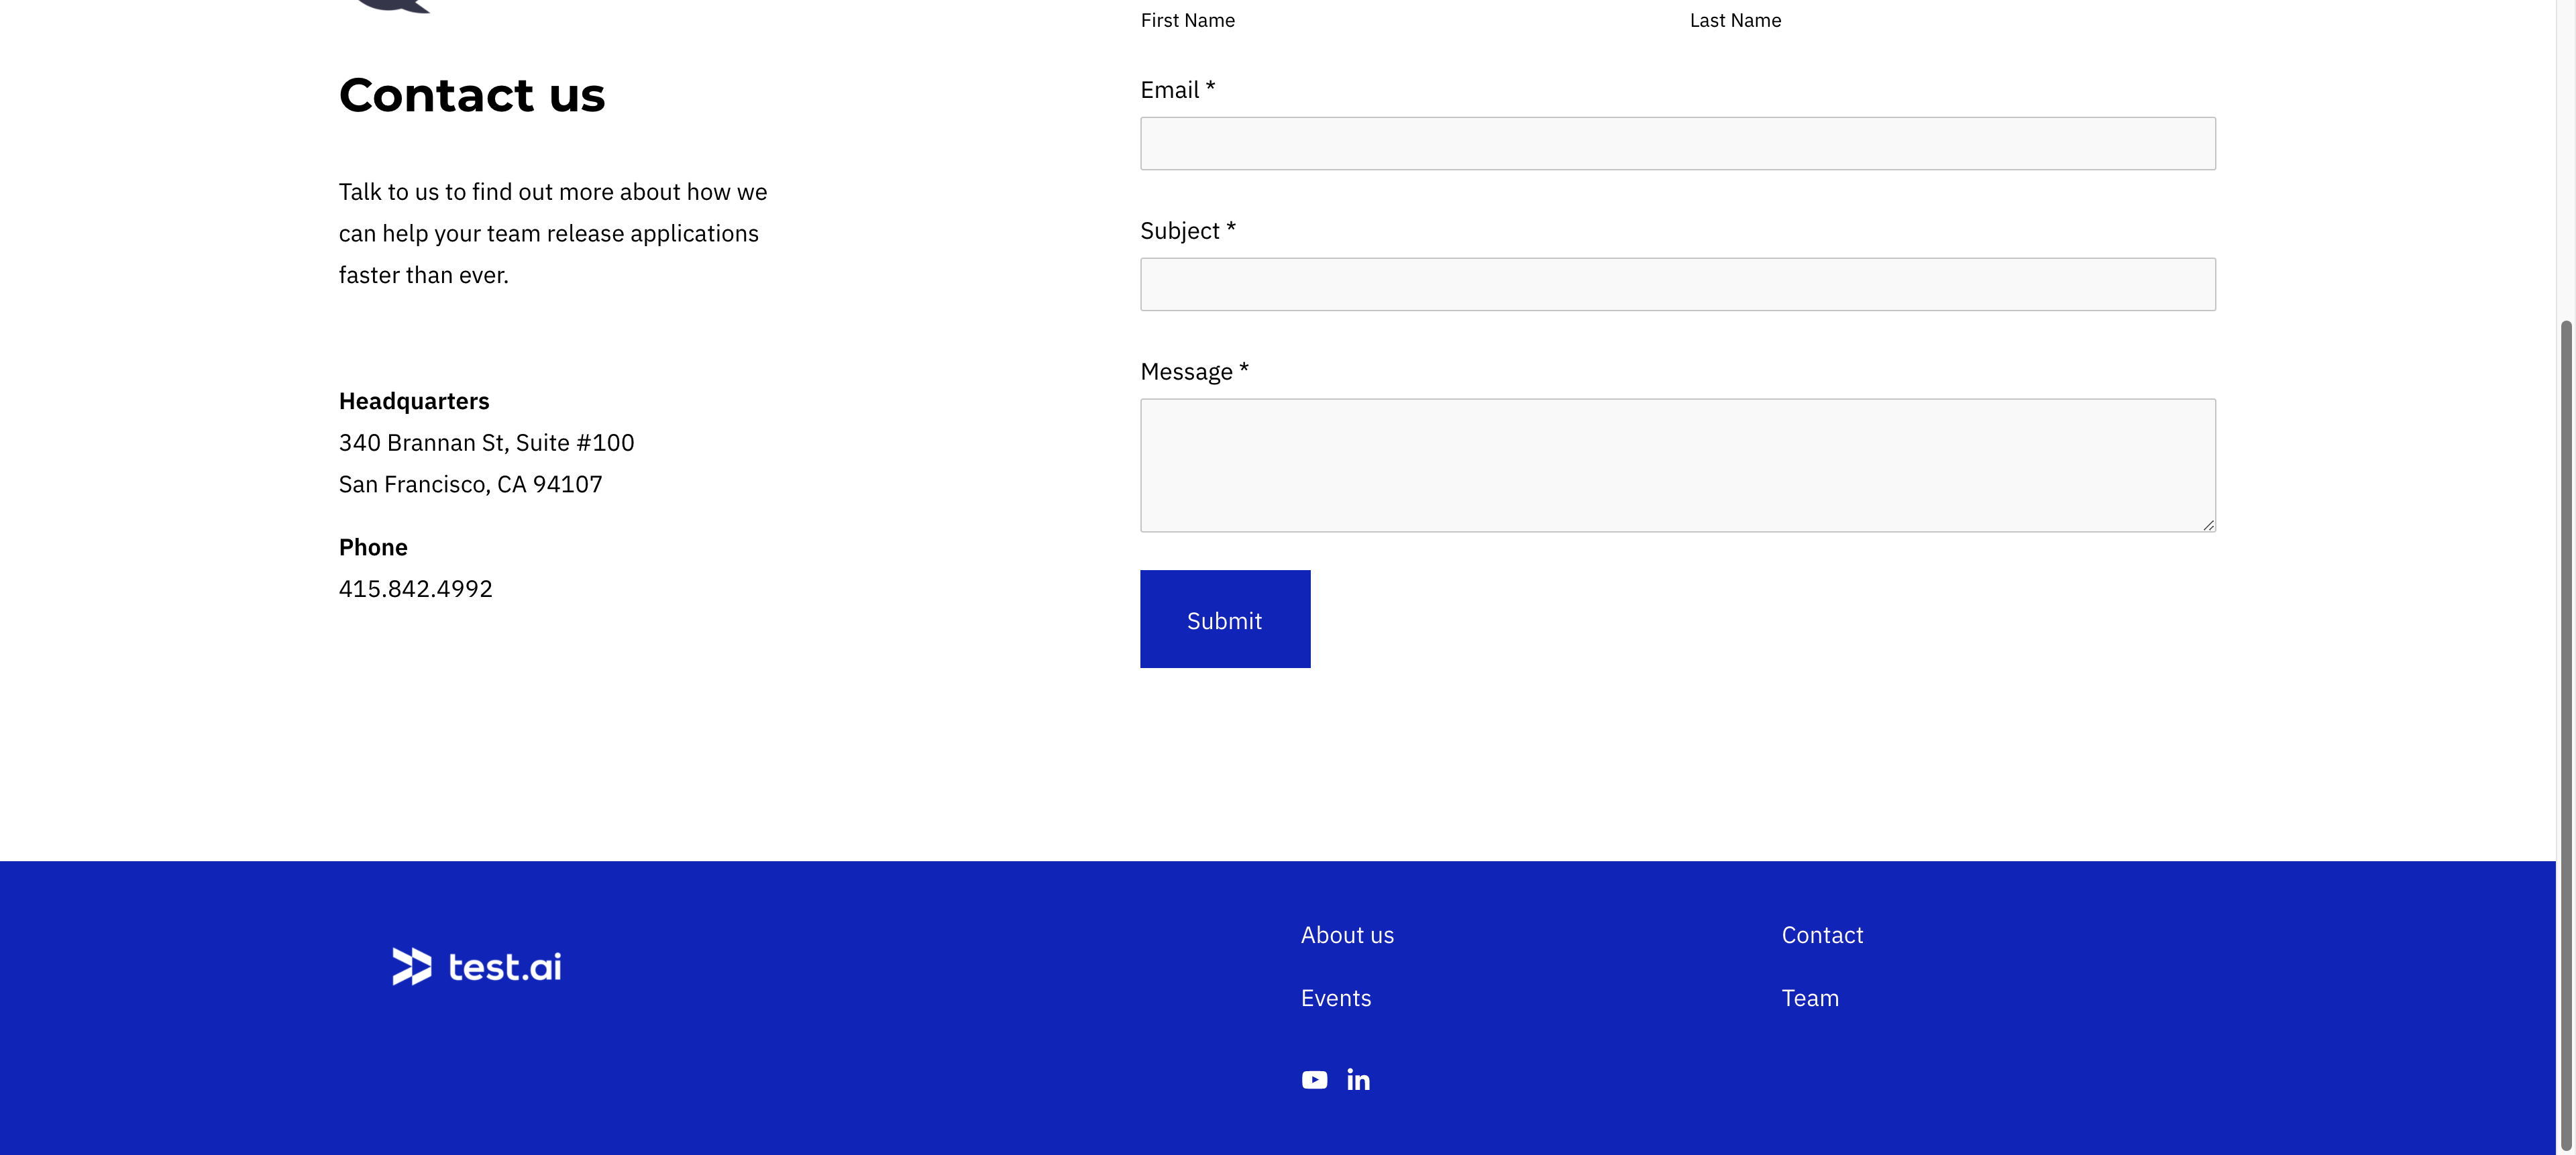 Contact us
Talk to us to find out more about how we
can help your team release applications
faster than ever.
Headquarters
340 Brannan St, Suite #100
San Francisco, CA 94107
Phone
415.842.4992
First Name
Last Name
Email *
Subject *
Message *
Submit
test.ai
About us
Events
Contact
Team
in